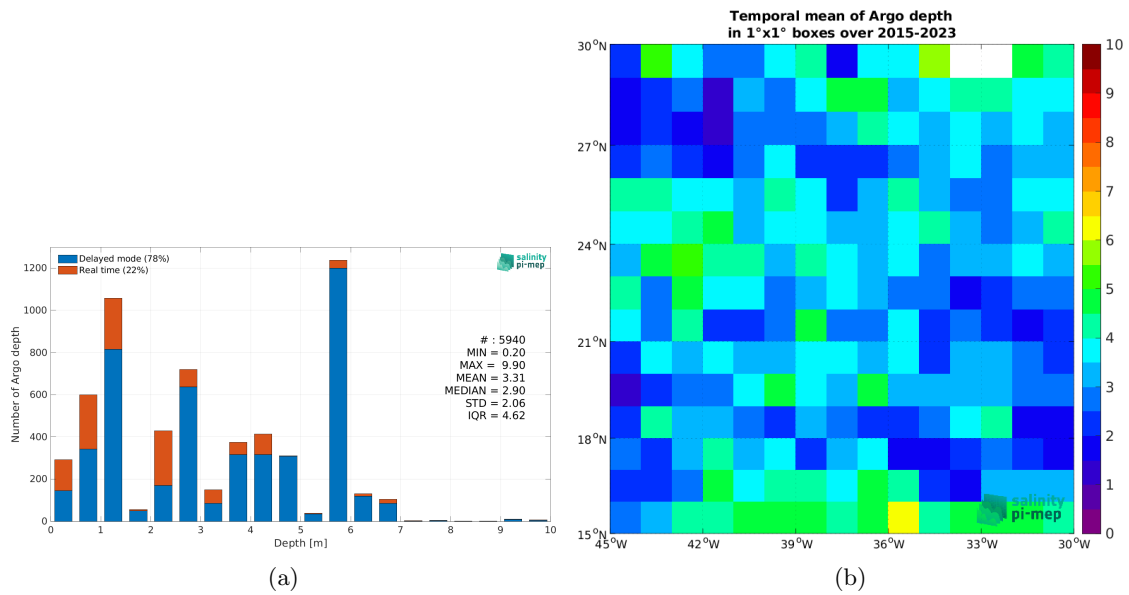 Delayed mode (78%)
Real time (22%)
salinity
pi-mep
# : 5940
MIN = 0.20
MAX = 9.90
MEAN = 3.31
MEDIAN = 2.90
STD = 2.06
IQR = 4.62
Number of Argo depth
1200
1000
800
600
400
200
0
0 1 2 3 4 5 6 7 8 9 10
Depth [m]
(a)
Temporal mean of Argo depth
in 1°x1° boxes over 2015-2023
30°N
27°N
24°N
21°N
18°N
15°N
45°W 42°W 39°W 36°W 33°W 30°W
salinity
pi-mep
10
9
8
7
6
5
4
3
2
1
0
(b)